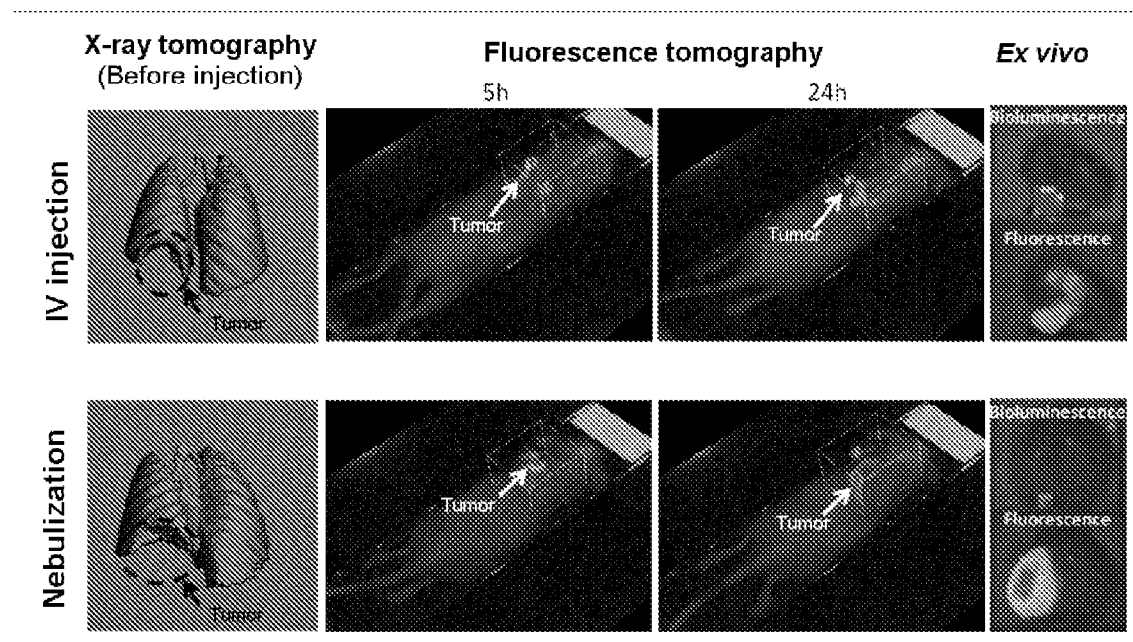 X-ray tomography
(Before injection)
Fluorescence tomography
Ex vivo
5h
24h
IV injection
Tumor
Tumor
Tumor
Bioluminescence
Fluorescence
Nebulization
Tumor
Tumor
Tumor
Bioluminescence
Fluorescence